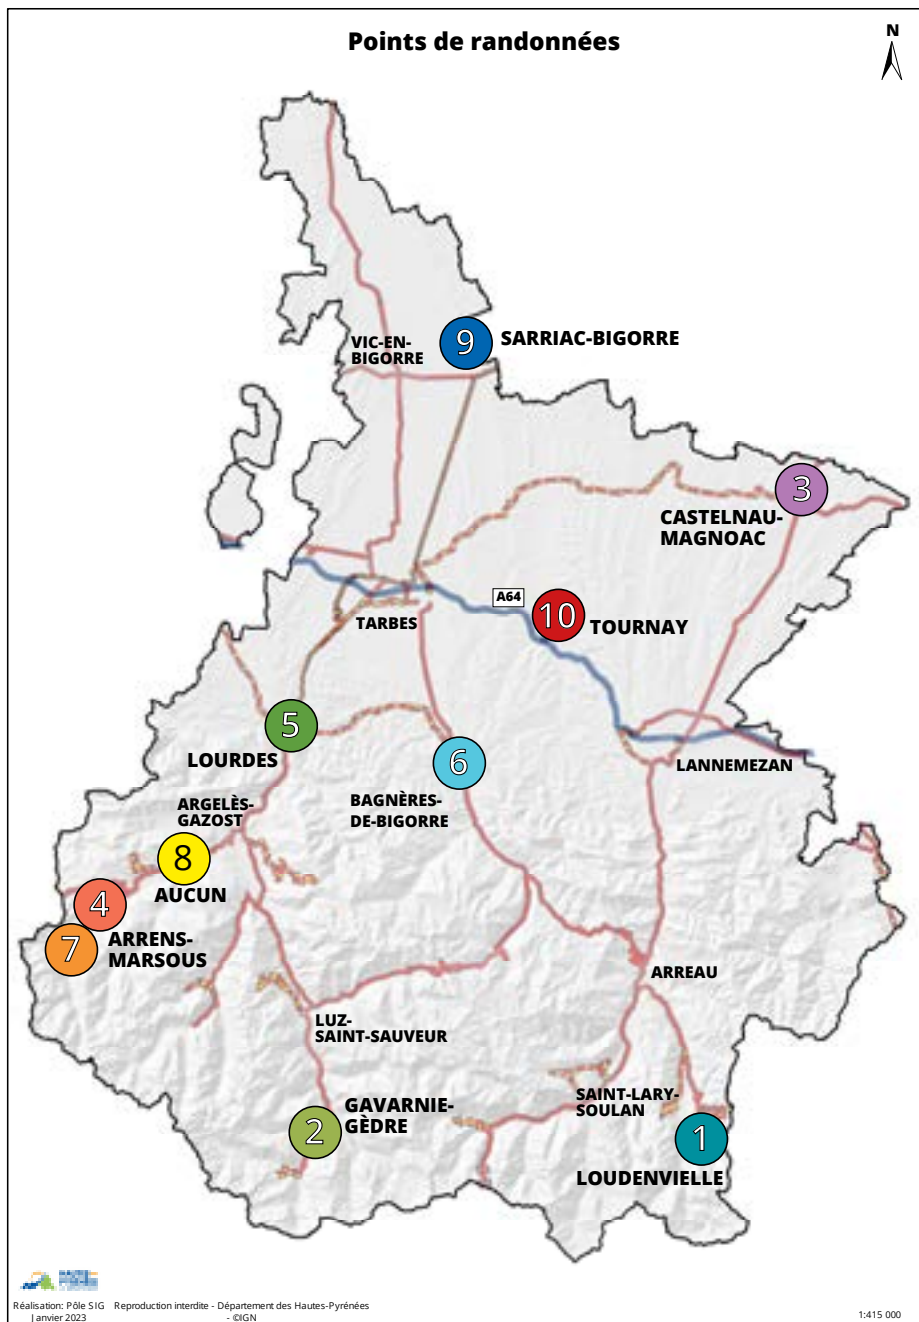 Points de randonnées
N
VIC-EN-
BIGORRE
9
SARRIAC-BIGORRE
3
CASTELNAU-
MAGNOAC
A64
10
TOURNAY
TARBES
5
LOURDES
6
BAGNÈRES-
DE-BIGORRE
LANNEMEZAN
ARGELÈS-
GAZOST
8
AUCUN
4
7
ARRENS-
MARSOUS
ARREAU
LUZ-
SAINT-SAUVEUR
SAINT-LARY-
SOULAN
2
GAVARNIE-
GÈDRE
1
LOUDENVIELLE
Réalisation: Pôle SIG Reproduction interdite - Département des Hautes-Pyrénées
Janvier 2023 - ©IGN
1:415 000